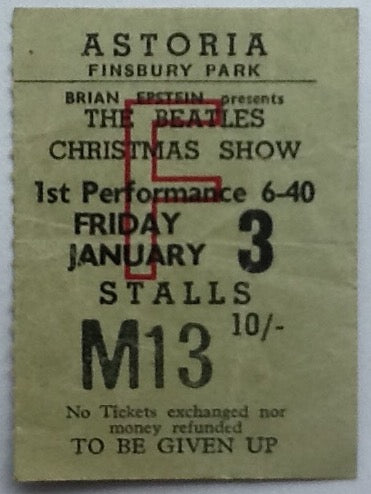 ASTORIA
FINSBURY PARK
BRIAN EPSTEIN presents
THE BEATLES
CHRISTMAS SHOW
F
1st Performance 6-40
FRIDAY
JANUARY 3
STALLS
M13 10/-
No Tickets exchanged nor
money refunded
TO BE GIVEN UP